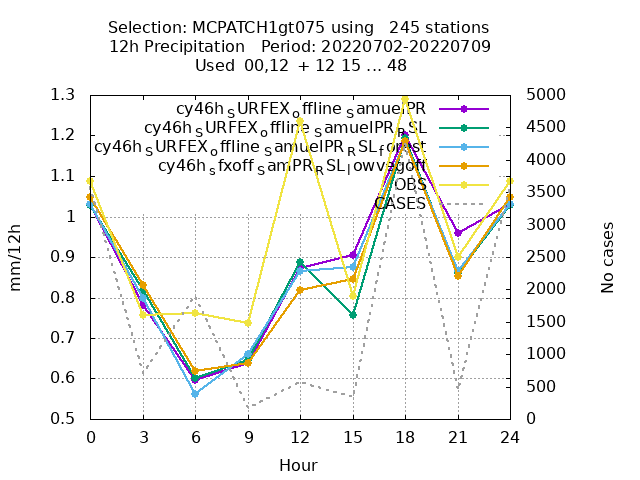 Selection: MCPATCH1gt075 using   245 stations
12h Precipitation   Period: 20220702-20220709
Used  00,12  + 12 15 ... 48
cy46h_SURFEX_offline_SamuelPR
cy46h_SURFEX_offline_SamuelPR_RSL
cy46h_SURFEX_offline_SamuelPR_RSL_forest
cy46h_sfxoff_SamPR_RSL_lowvegoff
OBS
CASES
mm/12h
1.3
1.2
1.1
1
0.9
0.8
0.7
0.6
0.5
No cases
5000
4500
4000
3500
3000
2500
2000
1500
1000
500
0
0 3 6 9 12 15 18 21 24
Hour